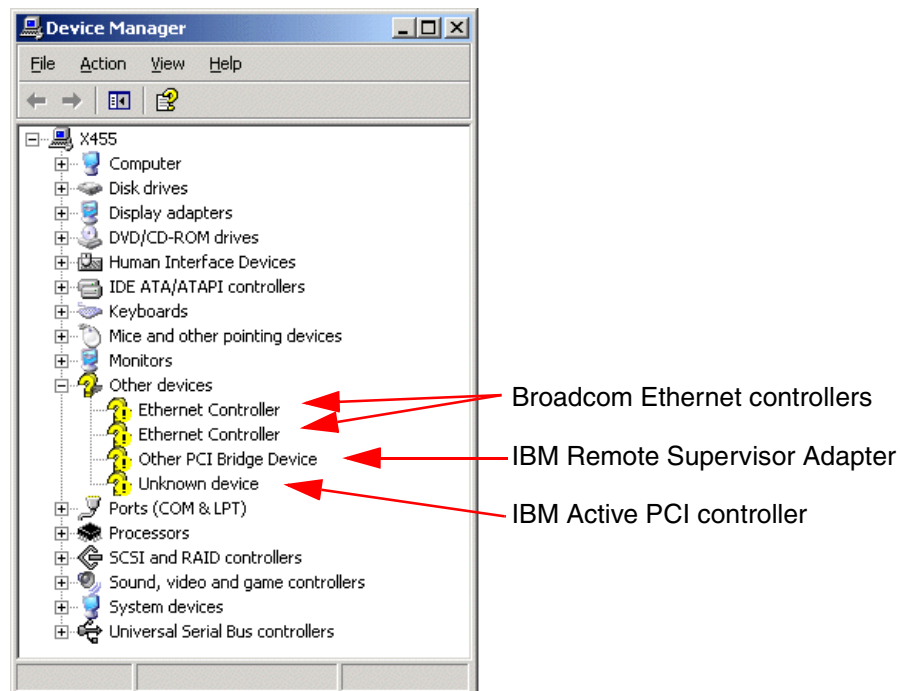 Device Manager
File Action View Help
X455
Computer
Disk drives
Display adapters
DVD/CD-ROM drives
Human Interface Devices
IDE ATA/ATAPI controllers
Keyboards
Mice and other pointing devices
Monitors
Other devices
Ethernet Controller
Ethernet Controller
Other PCI Bridge Device
Unknown device
Ports (COM & LPT)
Processors
SCSI and RAID controllers
Sound, video and game controllers
System devices
Universal Serial Bus controllers
Broadcom Ethernet controllers
IBM Remote Supervisor Adapter
IBM Active PCI controller